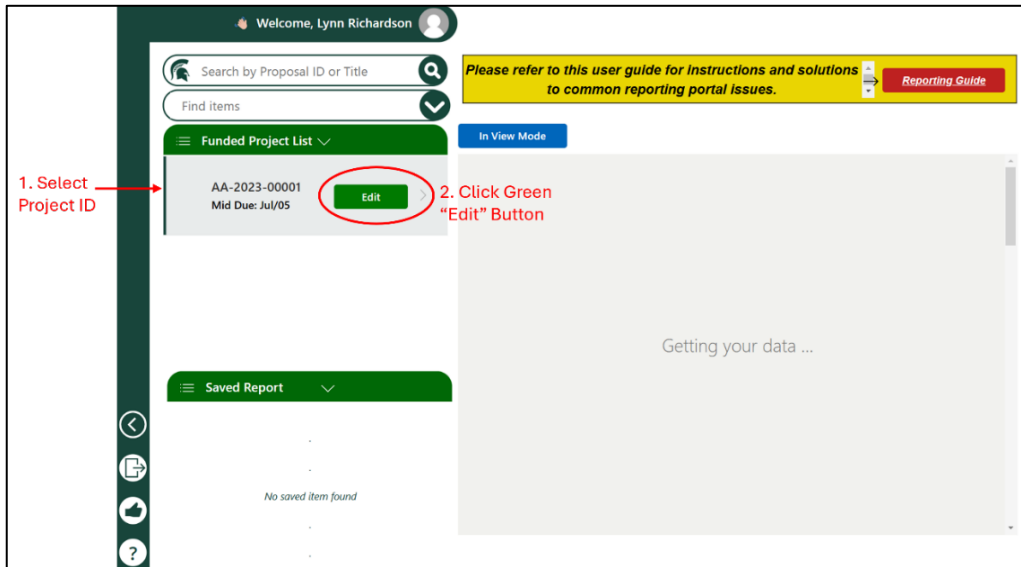 Welcome, Lynn Richardson
Search by Proposal ID or Title
Find items
Please refer to this user guide for instructions and solutions
to common reporting portal issues.
Reporting Guide
Funded Project List
In View Mode
1. Select
Project ID
AA-2023-00001
Mid Due: Jul/05
Edit
2. Click Green
“Edit” Button
Getting your data ...
Saved Report
.
.
No saved item found
.
.
?